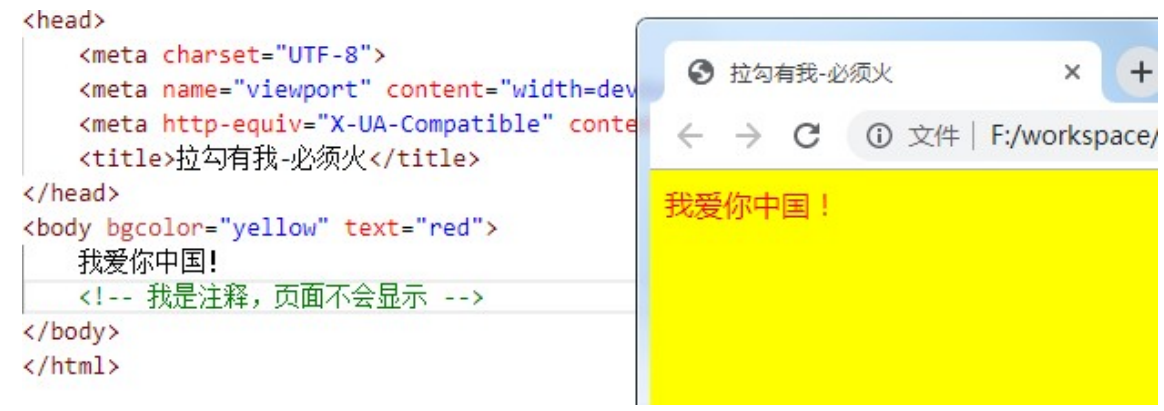 <head>
<meta charset="UTF-8">
<meta name="viewport" content="width=dev
<meta http-equiv="X-UA-Compatible" conte
<title>拉勾有我-必须火</title>
</head>
<body bgcolor="yellow" text="red">
我爱你中国!
<!-- 我是注释，页面不会显示 -->
</body>
</html>
拉勾有我-必须火
文件 | F:/workspace/
我爱你中国！